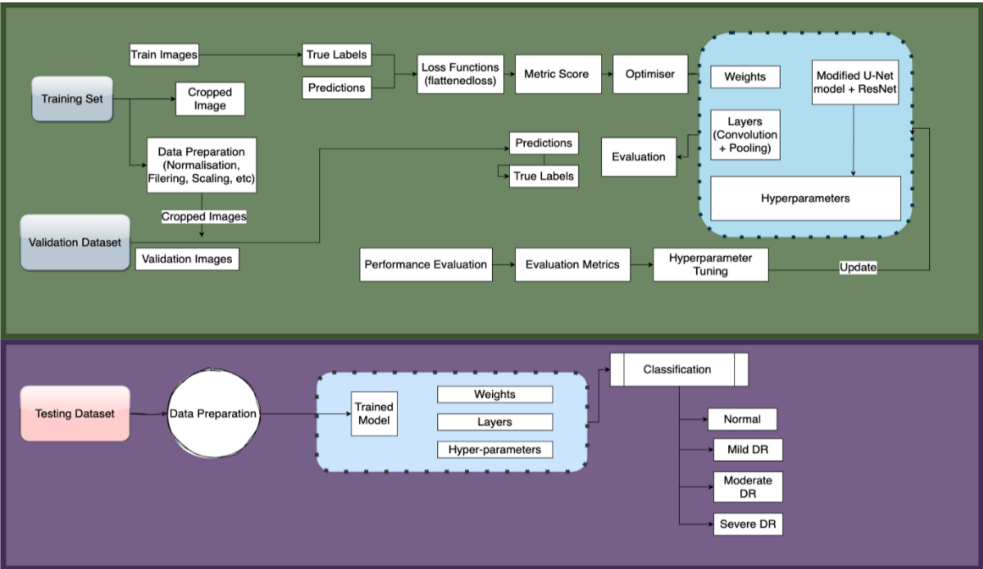 Train Images
True Labels
Predictions
Loss Functions
(flattenedloss)
Metric Score
Optimiser
Weights
Modified U-Net
model + ResNet
Training Set
Cropped
Image
Layers
(Convolution
+ Pooling)
Data Preparation
(Normalisation,
Filering, Scaling, etc)
Predictions
True Labels
Evaluation
Hyperparameters
Cropped Images
Validation Dataset
Validation Images
Performance Evaluation
Evaluation Metrics
Hyperparameter
Tuning
Update
Testing Dataset
Data Preparation
Trained
Model
Weights
Layers
Hyper-parameters
Classification
Normal
Mild DR
Moderate
DR
Severe DR